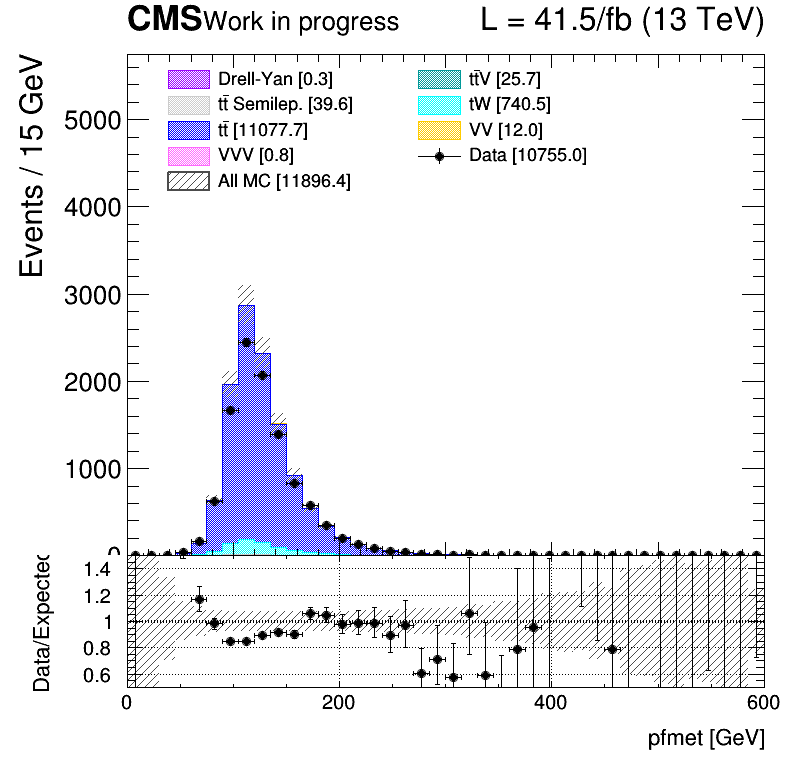 CMS Work in progress L = 41.5/fb (13 TeV)
Events / 15 GeV
Drell-Yan [0.3] tt̄V [25.7]
tt̄ Semilep. [39.6] tW [740.5]
tt̄ [11077.7] VV [12.0]
VVV [0.8] Data [10755.0]
All MC [11896.4]
5000
4000
3000
2000
1000
0
Data/Expected
1.4
1.2
1
0.8
0.6
0 200 400 600
pfmet [GeV]